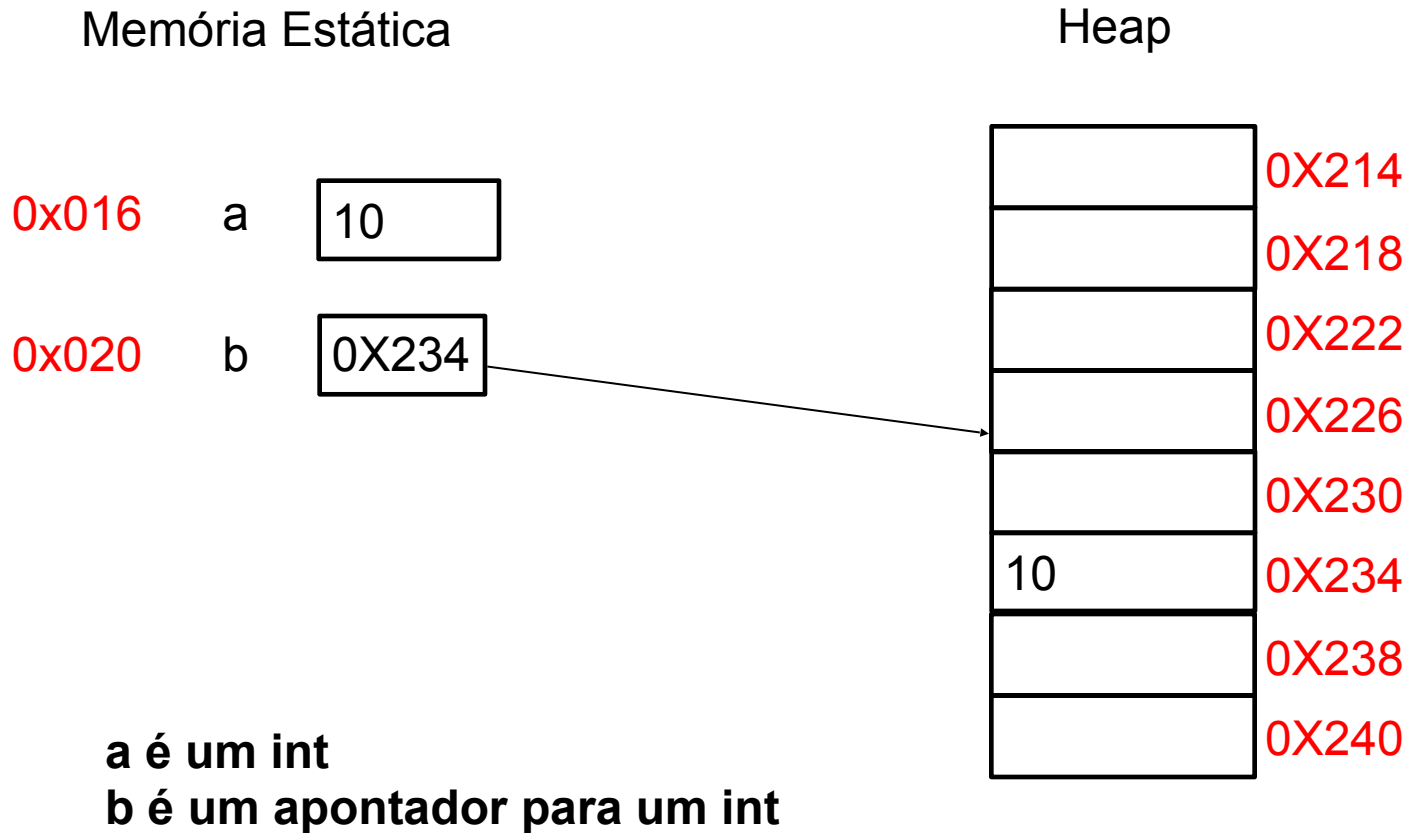 Memória Estática
Heap
0X214
0x016 a 10
0X218
0x020 b 0X234
0X222
0X226
0X230
10 0X234
0X238
0X240
a é um int
b é um apontador para um int